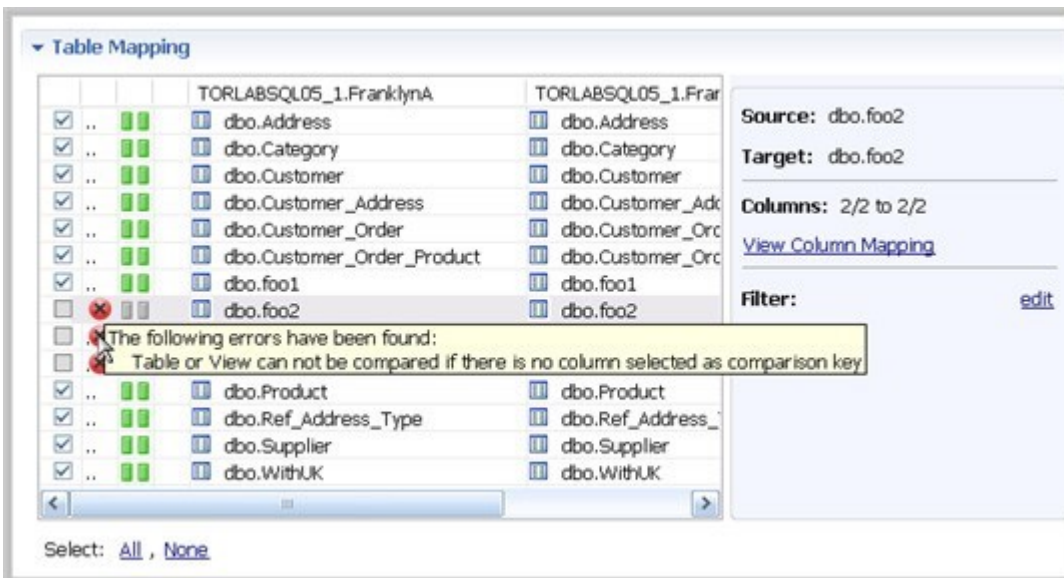 Table Mapping
TORLABSQL05_1.FranklynA TORLABSQL05_1.Fran
.. dbo.Address dbo.Address
.. dbo.Category dbo.Category
.. dbo.Customer dbo.Customer
.. dbo.Customer_Address dbo.Customer_Adc
.. dbo.Customer_Order dbo.Customer_Orc
.. dbo.Customer_Order_Product dbo.Customer_Orc
.. dbo.foo1 dbo.foo1
dbo.foo2 dbo.foo2
The following errors have been found:
Table or View can not be compared if there is no column selected as comparison key
.. dbo.Product dbo.Product
.. dbo.Ref_Address_Type dbo.Ref_Address_
.. dbo.Supplier dbo.Supplier
.. dbo.WithUK dbo.WithUK
Select: All , None
Source: dbo.foo2
Target: dbo.foo2
Columns: 2/2 to 2/2
View Column Mapping
Filter: edit